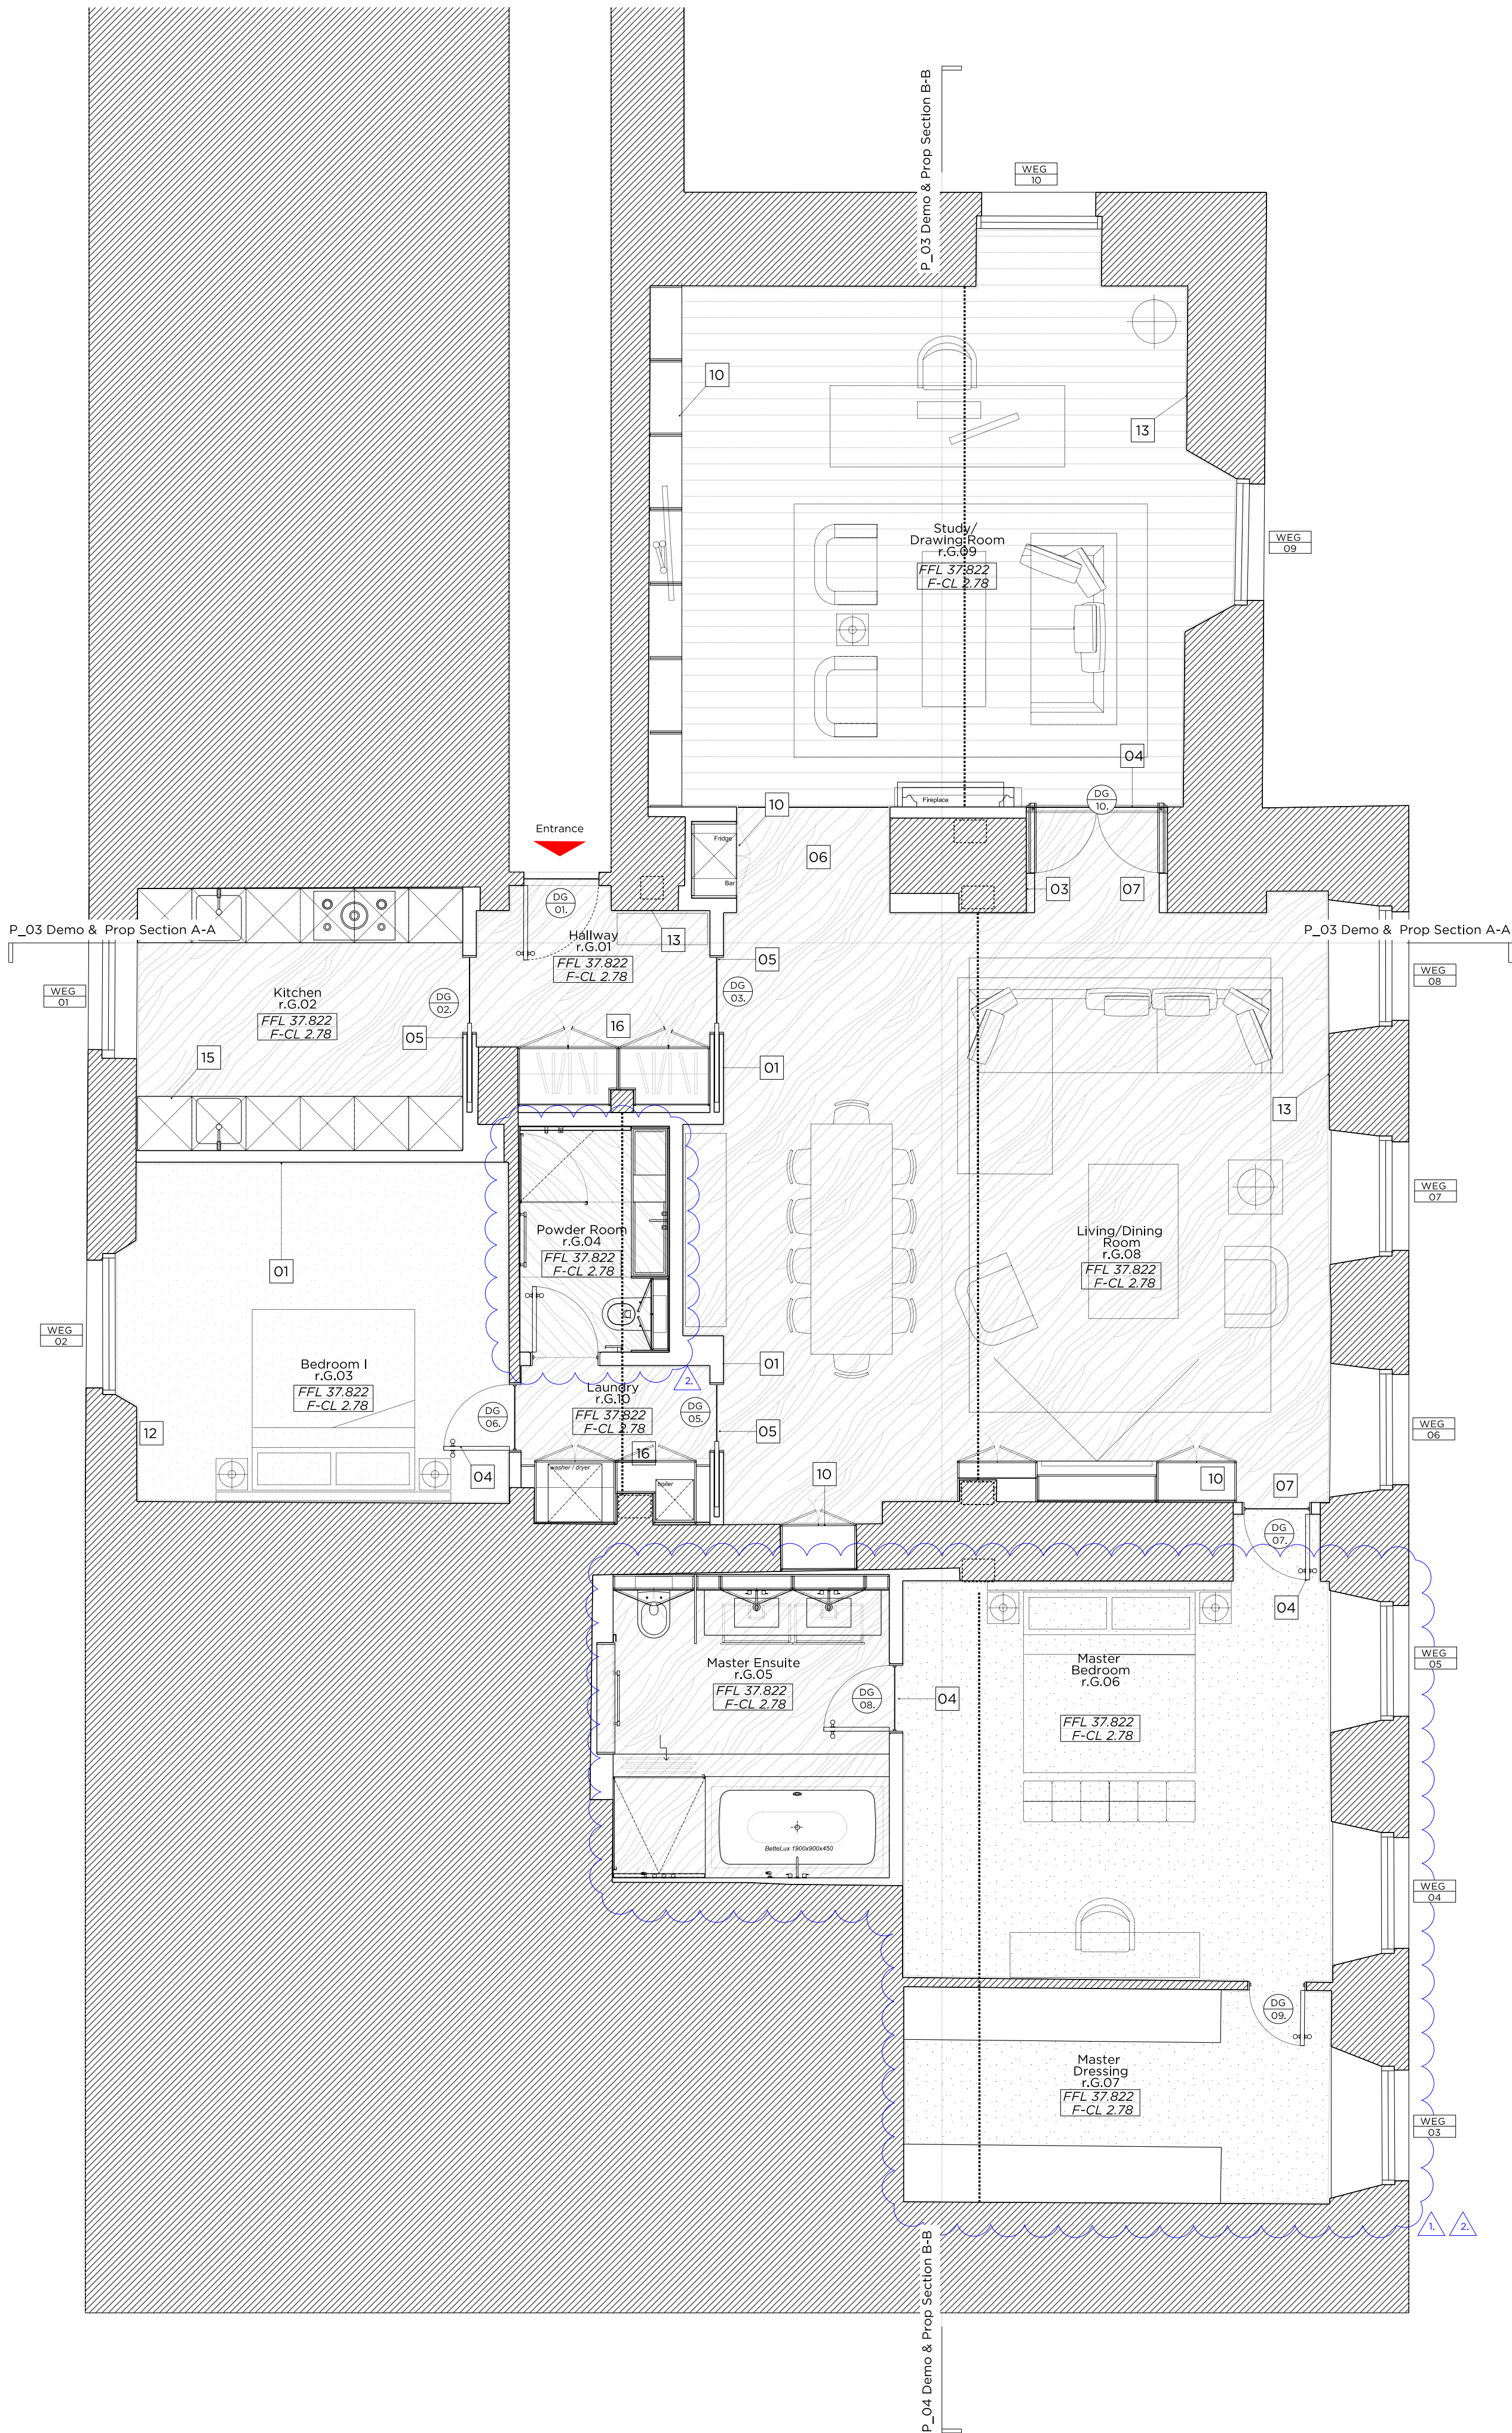 P_03 Demo & Prop Section B-B
WEG
10
10
13
Study/
Drawing Room
r.G.09
FFL 37.822
F-CL 2.78
WEG
09
04
Fireplace
DG
10.
10
Fridge
Bar
06
03
07
Entrance
DG
01.
Hallway
r.G.01
FFL 37.822
F-CL 2.78
13
05
P_03 Demo & Prop Section A-A
P_03 Demo & Prop Section A-A
WEG
01
Kitchen
r.G.02
FFL 37.822
F-CL 2.78
DG
02.
DG
03.
WEG
08
05
16
15
01
13
WEG
07
Powder Room
r.G.04
FFL 37.822
F-CL 2.78
Living/Dining
Room
r.G.08
FFL 37.822
F-CL 2.78
01
WEG
02
Bedroom I
r.G.03
FFL 37.822
F-CL 2.78
01
2.
Laundry
r.G.10
FFL 37.822
F-CL 2.78
DG
06.
DG
05.
12
05
WEG
06
04
16
washer / dryer
boiler
10
10
07
DG
07.
04
Master Ensuite
r.G.05
FFL 37.822
F-CL 2.78
DG
08.
04
Master
Bedroom
r.G.06
FFL 37.822
F-CL 2.78
WEG
05
BetteLux 1900x900x450
WEG
04
DG
09.
Master
Dressing
r.G.07
FFL 37.822
F-CL 2.78
WEG
03
1.
2.
P_04 Demo & Prop Section B-B